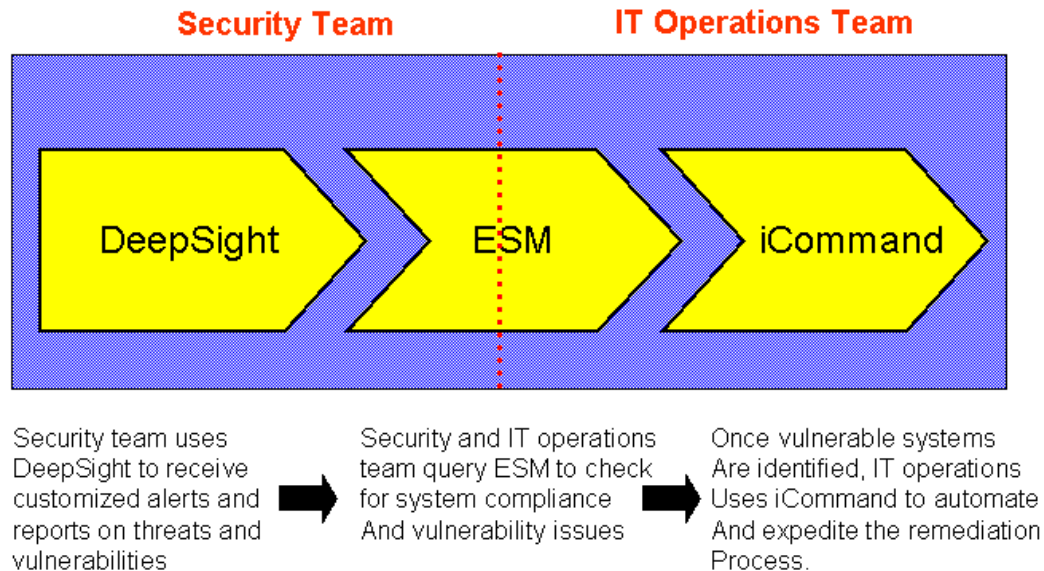 Security Team
IT Operations Team
DeepSight
ESM
iCommand
Security team uses
DeepSight to receive
customized alerts and
reports on threats and
vulnerabilities
Security and IT operations
team query ESM to check
for system compliance
And vulnerability issues
Once vulnerable systems
Are identified, IT operations
Uses iCommand to automate
And expedite the remediation
Process.